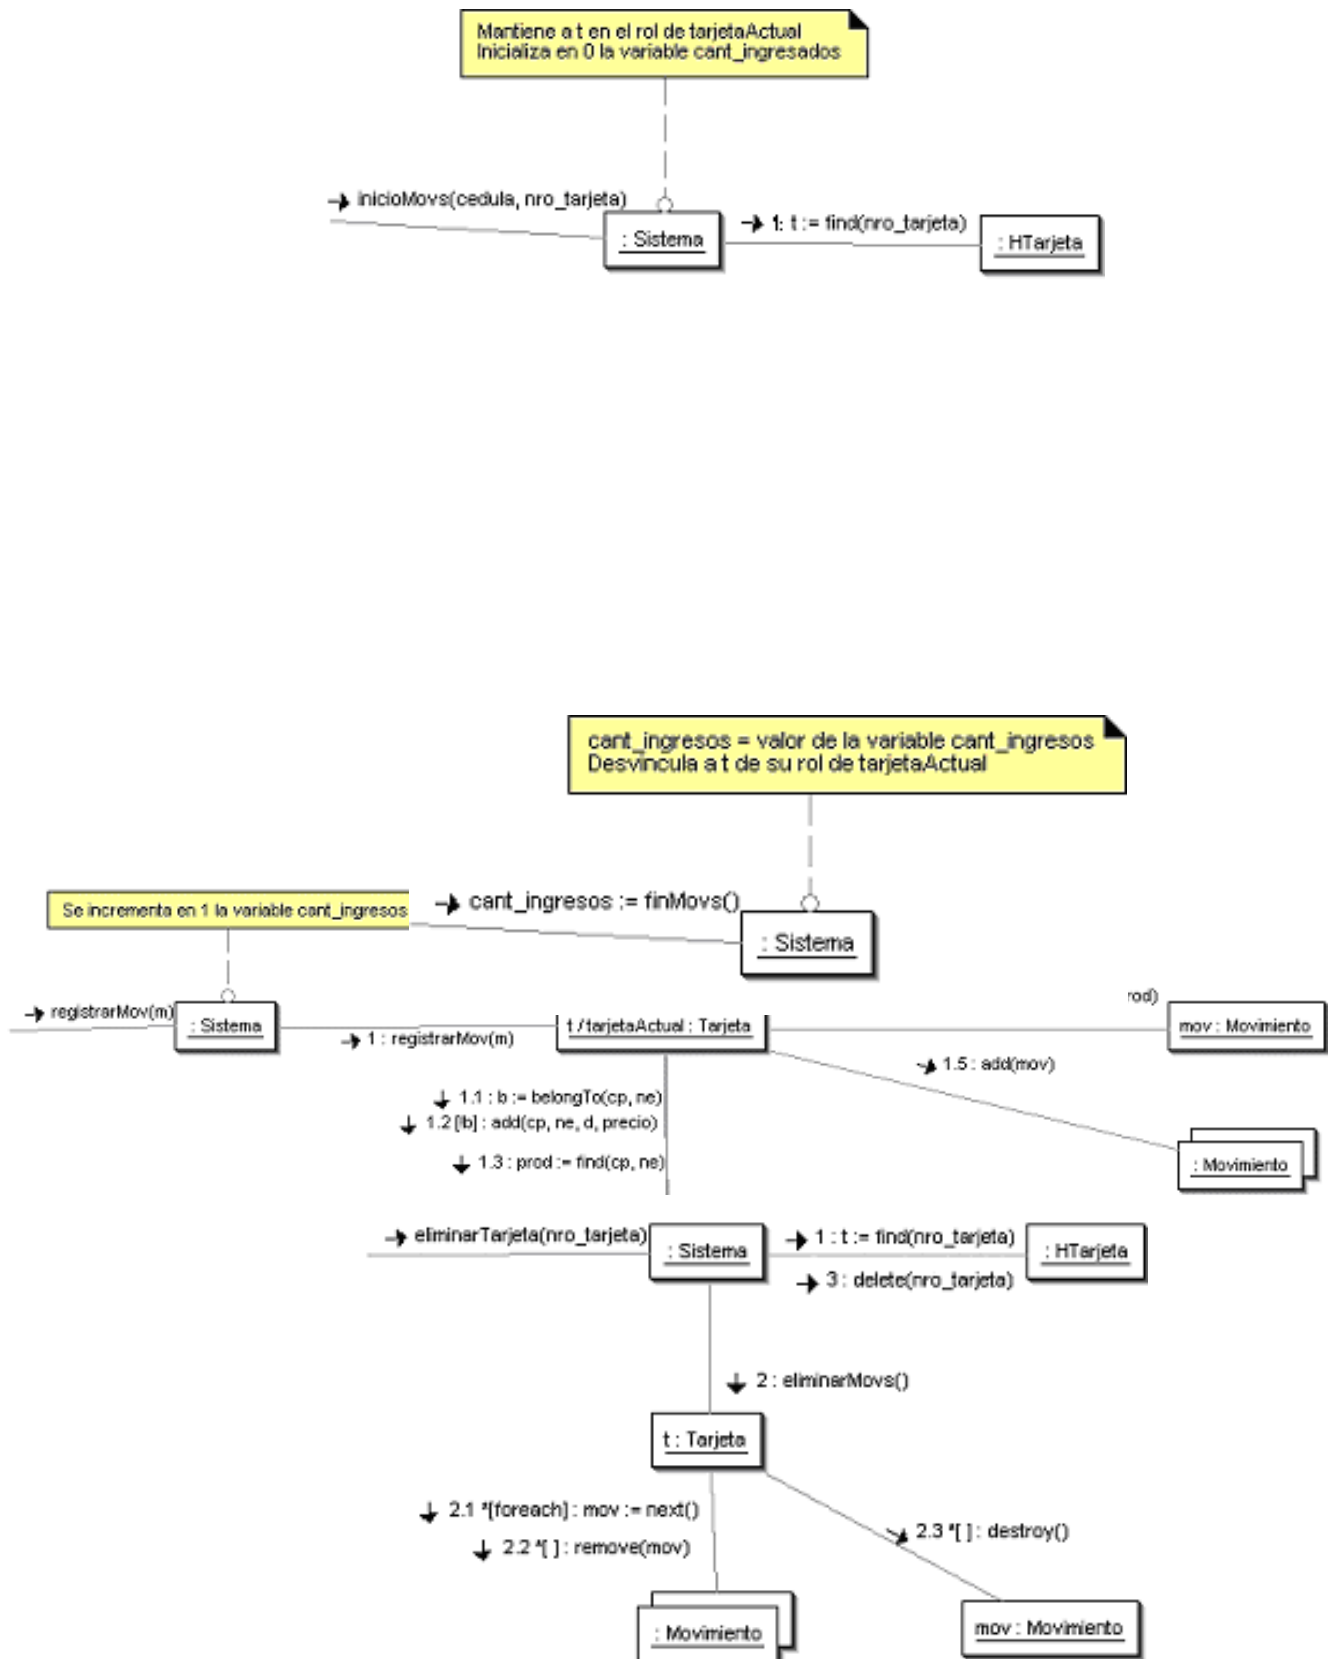 Mantiene a t en el rol de tarjetaActual
Inicializa en 0 la variable cant_ingresados
inicioMovs(cedula, nro_tarjeta)
: Sistema
1: t := find(nro_tarjeta)
: HTarjeta
cant_ingresos = valor de la variable cant_ingresos
Desvincula a t de su rol de tarjetaActual
Se incrementa en 1 la variable cant_ingresos
cant_ingresos := finMovs()
: Sistema
registrarMov(m)
: Sistema
1 : registrarMov(m)
t / tarjetaActual : Tarjeta
rod)
mov : Movimiento
1.5 : add(mov)
1.1 : b := belongTo(cp, ne)
1.2 [!b] : add(cp, ne, d, precio)
1.3 : prod := find(cp, ne)
: Movimiento
eliminarTarjeta(nro_tarjeta)
: Sistema
1 : t := find(nro_tarjeta)
: HTarjeta
3 : delete(nro_tarjeta)
2 : eliminarMovs()
t : Tarjeta
2.1 *[foreach] : mov := next()
2.2 *[ ] : remove(mov)
2.3 *[ ] : destroy()
: Movimiento
mov : Movimiento